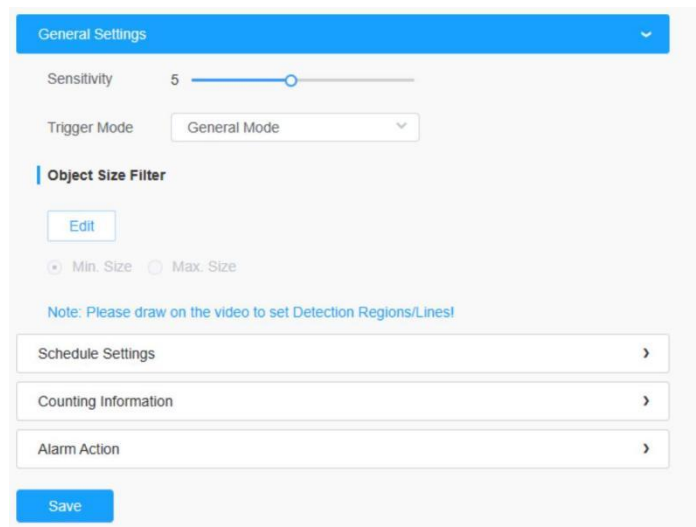 General Settings
Sensitivity 5
Trigger Mode General Mode
Object Size Filter
Edit
Min. Size Max. Size
Note: Please draw on the video to set Detection Regions/Lines!
Schedule Settings
Counting Information
Alarm Action
Save